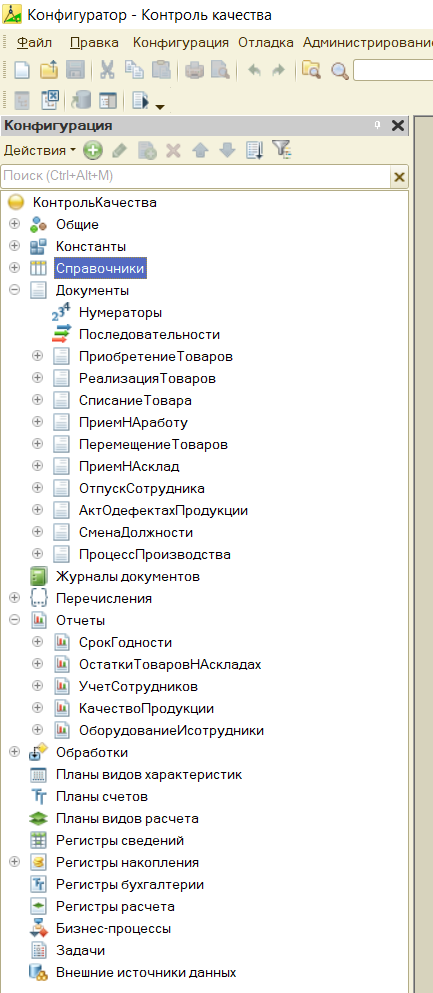 Конфигуратор - Контроль качества
Файл Правка Конфигурация Отладка Администрирование
Конфигурация
Действия
Поиск (Ctrl+Alt+M)
КонтрольКачества
Общие
Константы
Справочники
Документы
Нумераторы
Последовательности
ПриобретениеТоваров
РеализацияТоваров
СписаниеТовара
ПриемНАработу
ПеремещениеТоваров
ПриемНАсклад
ОтпускСотрудника
АктОдефектахПродукции
СменаДолжности
ПроцессПроизводства
Журналы документов
Перечисления
Отчеты
СрокГодности
ОстаткиТоваровНАскладах
УчетСотрудников
КачествоПродукции
ОборудованиеИсотрудники
Обработки
Планы видов характеристик
Планы счетов
Планы видов расчета
Регистры сведений
Регистры накопления
Регистры бухгалтерии
Регистры расчета
Бизнес-процессы
Задачи
Внешние источники данных